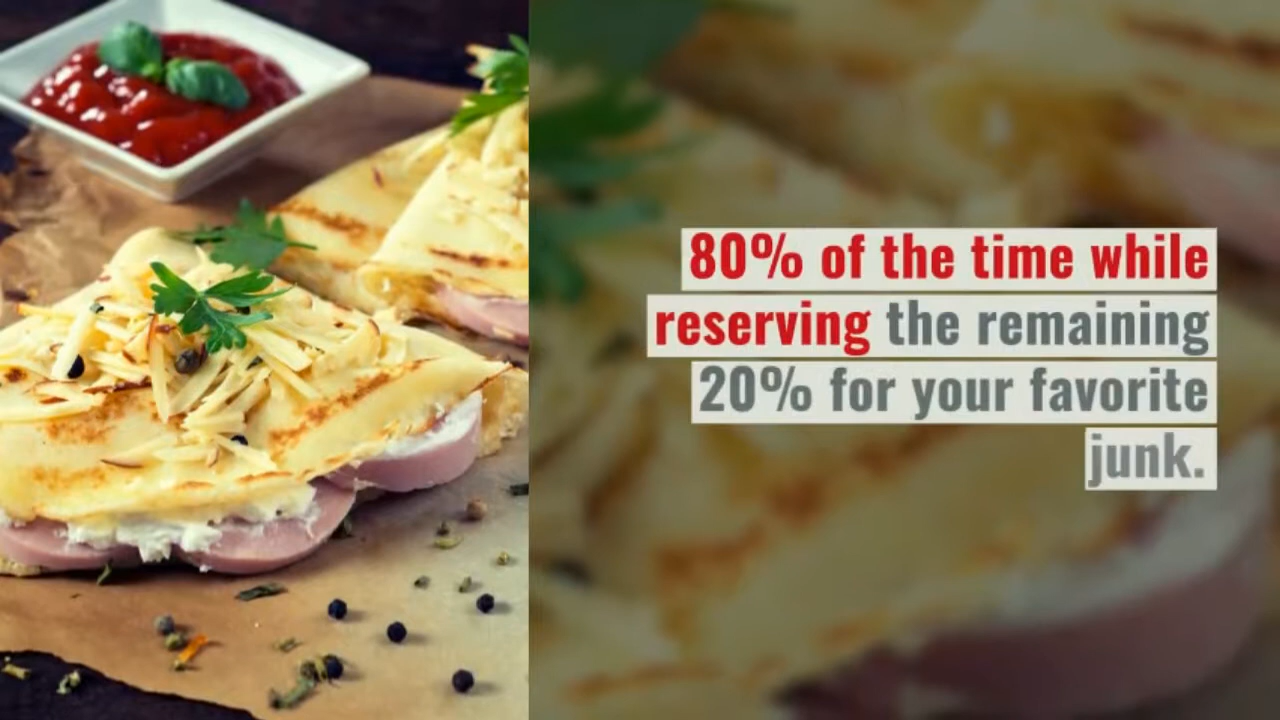 80% of the time while
reserving the remaining
20% for your favorite
junk.